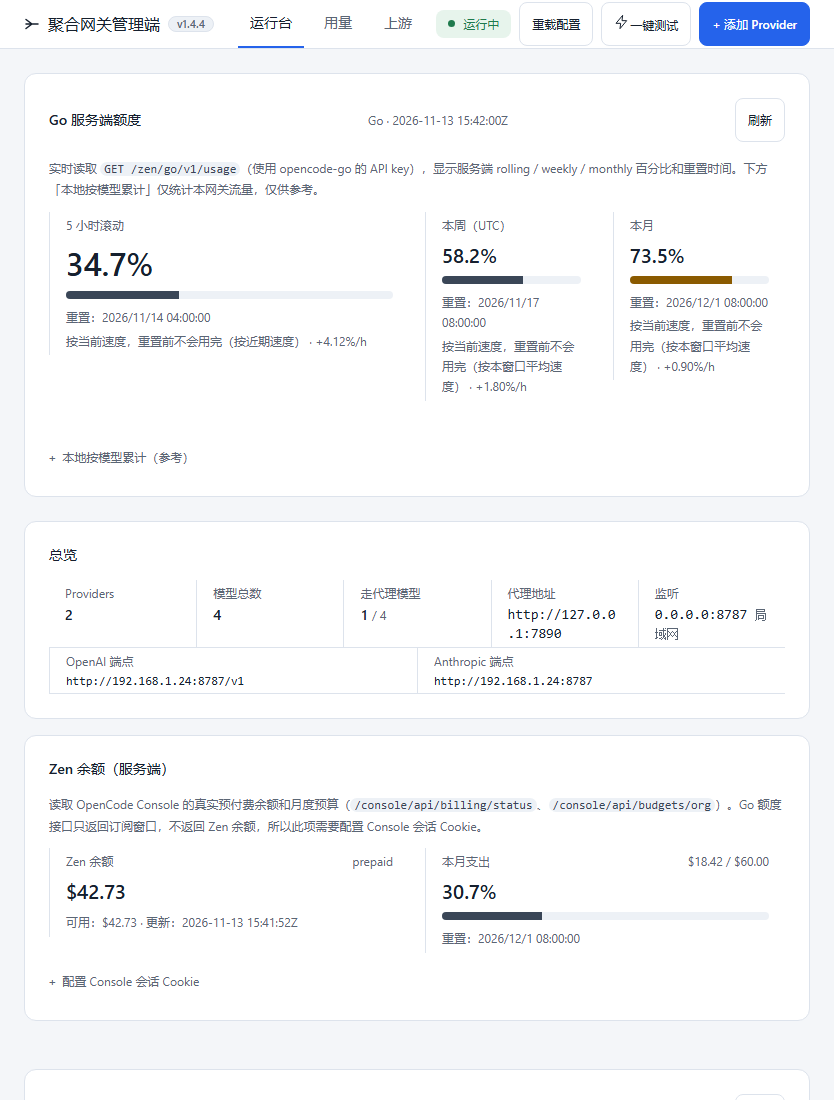 聚合网关管理端 v1.4.4 运行台 用量 上游 运行中 重载配置 一键测试 + 添加 Provider
Go 服务端额度 Go · 2026-11-13 15:42:00Z 刷新
实时读取 GET /zen/go/v1/usage（使用 opencode-go 的 API key），显示服务端 rolling / weekly / monthly 百分比和重置时间。下方
「本地按模型累计」仅统计本网关流量，仅供参考。
5 小时滚动
34.7%
重置：2026/11/14 04:00:00
按当前速度，重置前不会用完（按近期速度） · +4.12%/h
本周（UTC）
58.2%
重置：2026/11/17
08:00:00
按当前速度，重置前不会
用完（按本窗口平均速
度） · +1.80%/h
本月
73.5%
重置：2026/12/1 08:00:00
按当前速度，重置前不会
用完（按本窗口平均速
度） · +0.90%/h
+ 本地按模型累计（参考）
总览
Providers
2
模型总数
4
走代理模型
1 / 4
代理地址
http://127.0.0
.1:7890
监听
0.0.0.0:8787 局
域网
OpenAI 端点
http://192.168.1.24:8787/v1
Anthropic 端点
http://192.168.1.24:8787
Zen 余额（服务端）
读取 OpenCode Console 的真实预付费余额和月度预算（/console/api/billing/status、/console/api/budgets/org）。Go 额度
接口只返回订阅窗口，不返回 Zen 余额，所以此项需要配置 Console 会话 Cookie。
Zen 余额 prepaid
$42.73
可用：$42.73 · 更新：2026-11-13 15:41:52Z
本月支出 $18.42 / $60.00
30.7%
重置：2026/12/1 08:00:00
+ 配置 Console 会话 Cookie